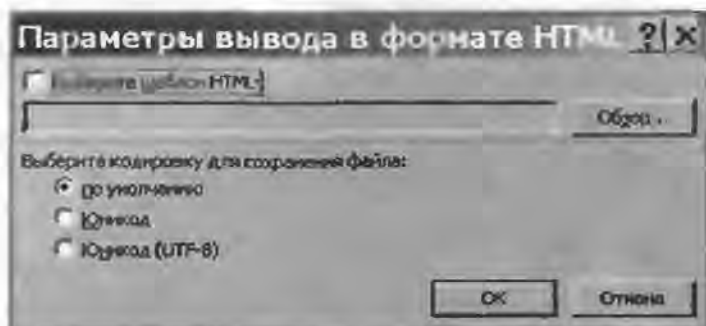 Параметры вывода в формате HTML
Выберите шаблон HTML:
Обзор...
Выберите кодировку для сохранения файла:
По умолчанию
Юникод
Юникод (UTF-8)
ОК
Отмена